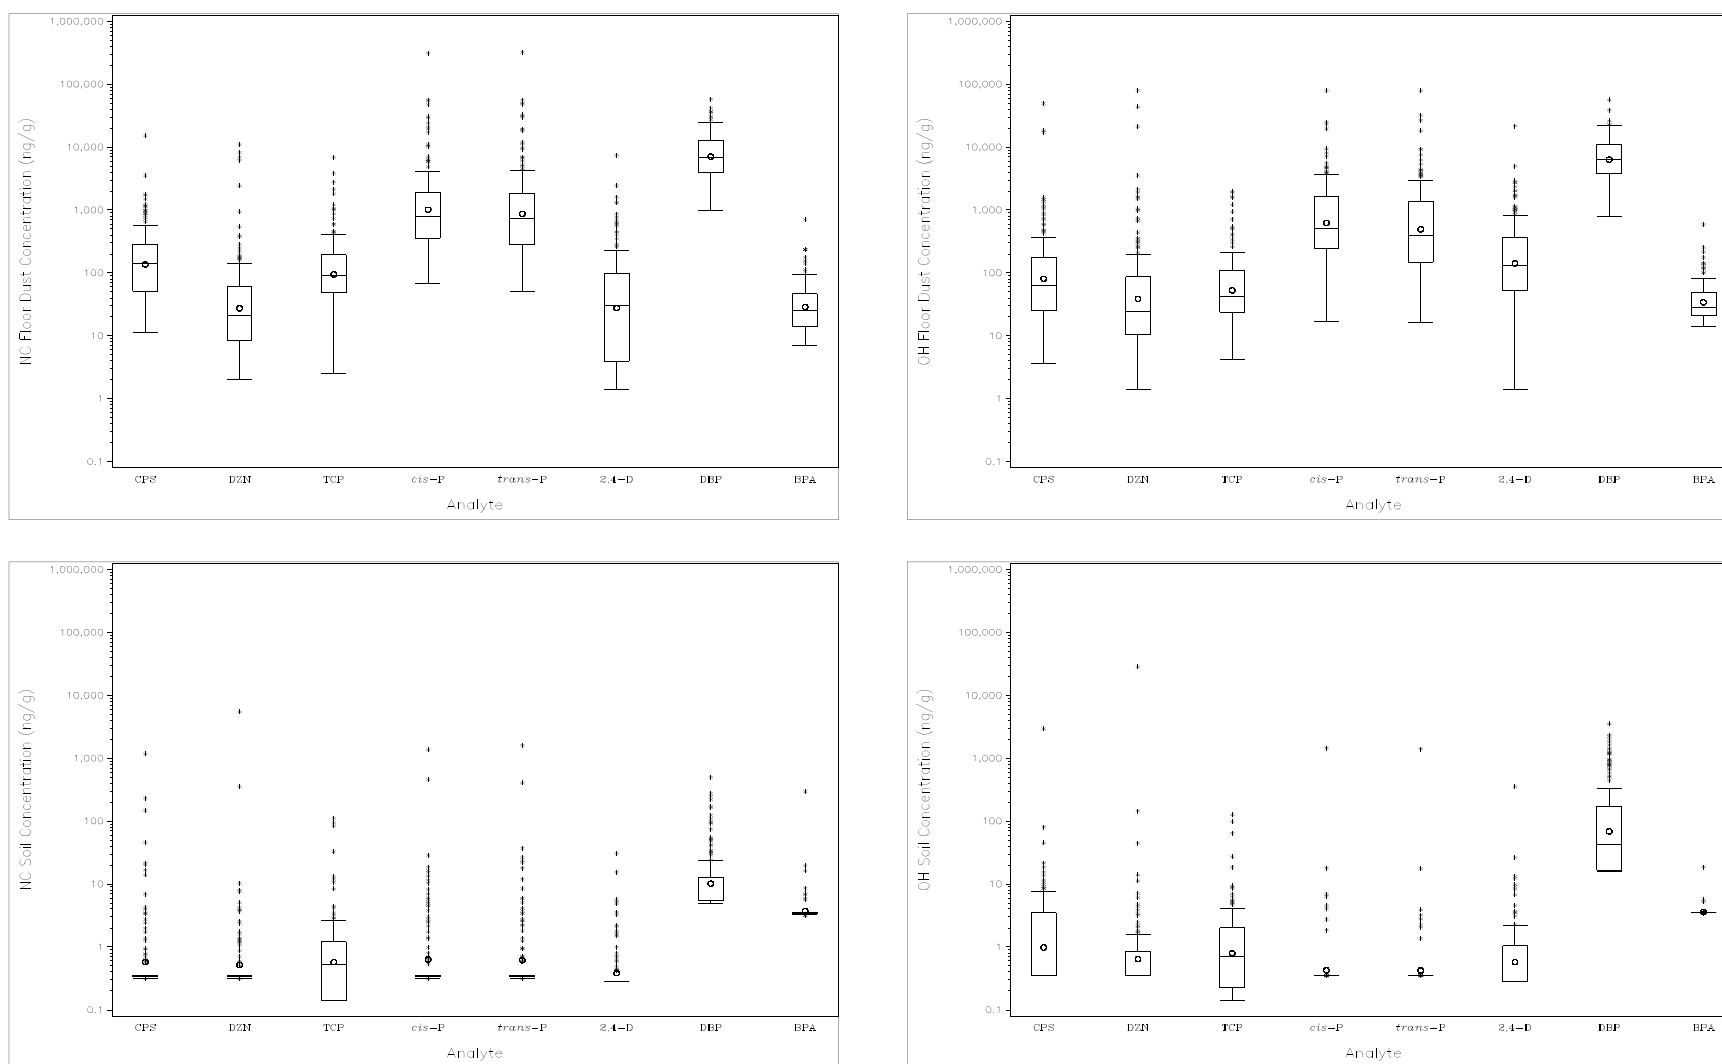 NC Floor Dust Concentration (ng/g)
1,000,000
100,000
10,000
1,000
100
10
1
0.1
CPS DZN TCP cis-P trans-P 2,4-D DBP BPA
Analyte
OH Floor Dust Concentration (ng/g)
1,000,000
100,000
10,000
1,000
100
10
1
0.1
CPS DZN TCP cis-P trans-P 2,4-D DBP BPA
Analyte
NC Soil Concentration (ng/g)
1,000,000
100,000
10,000
1,000
100
10
1
0.1
CPS DZN TCP cis-P trans-P 2,4-D DBP BPA
Analyte
OH Soil Concentration (ng/g)
1,000,000
100,000
10,000
1,000
100
10
1
0.1
CPS DZN TCP cis-P trans-P 2,4-D DBP BPA
Analyte